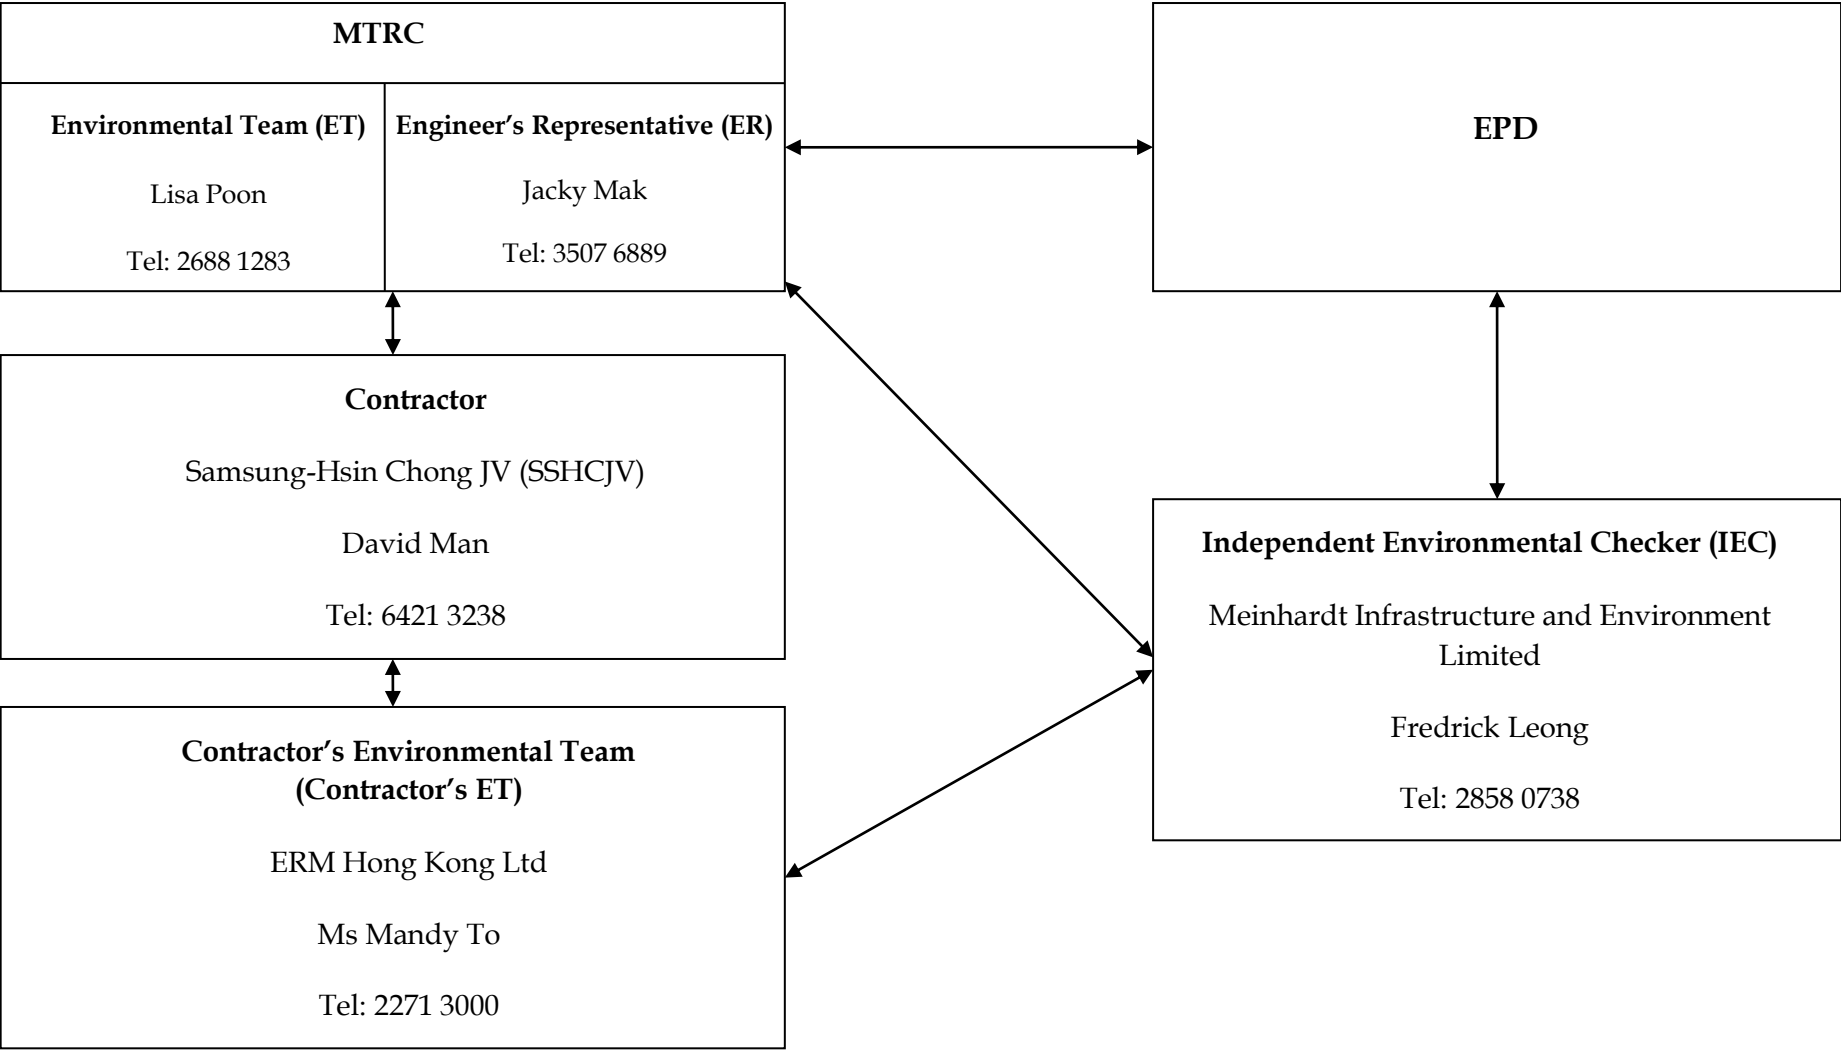 MTRC
Environmental Team (ET)
Lisa Poon
Tel: 2688 1283
Engineer’s Representative (ER)
Jacky Mak
Tel: 3507 6889
EPD
Contractor
Samsung-Hsin Chong JV (SSHCJV)
David Man
Tel: 6421 3238
Independent Environmental Checker (IEC)
Meinhardt Infrastructure and Environment
Limited
Fredrick Leong
Tel: 2858 0738
Contractor’s Environmental Team
(Contractor’s ET)
ERM Hong Kong Ltd
Ms Mandy To
Tel: 2271 3000